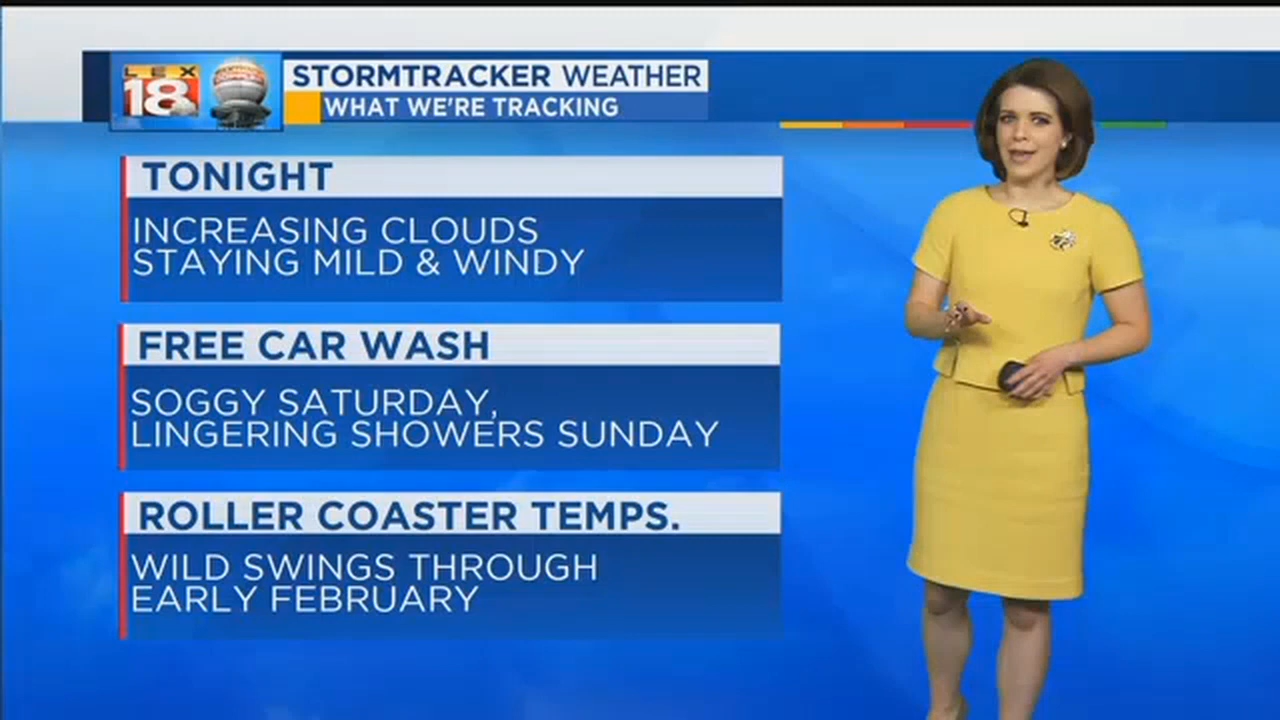 LEX
18
STORMTRACKER WEATHER
WHAT WE'RE TRACKING
TONIGHT
INCREASING CLOUDS
STAYING MILD & WINDY
FREE CAR WASH
SOGGY SATURDAY,
LINGERING SHOWERS SUNDAY
ROLLER COASTER TEMPS.
WILD SWINGS THROUGH
EARLY FEBRUARY